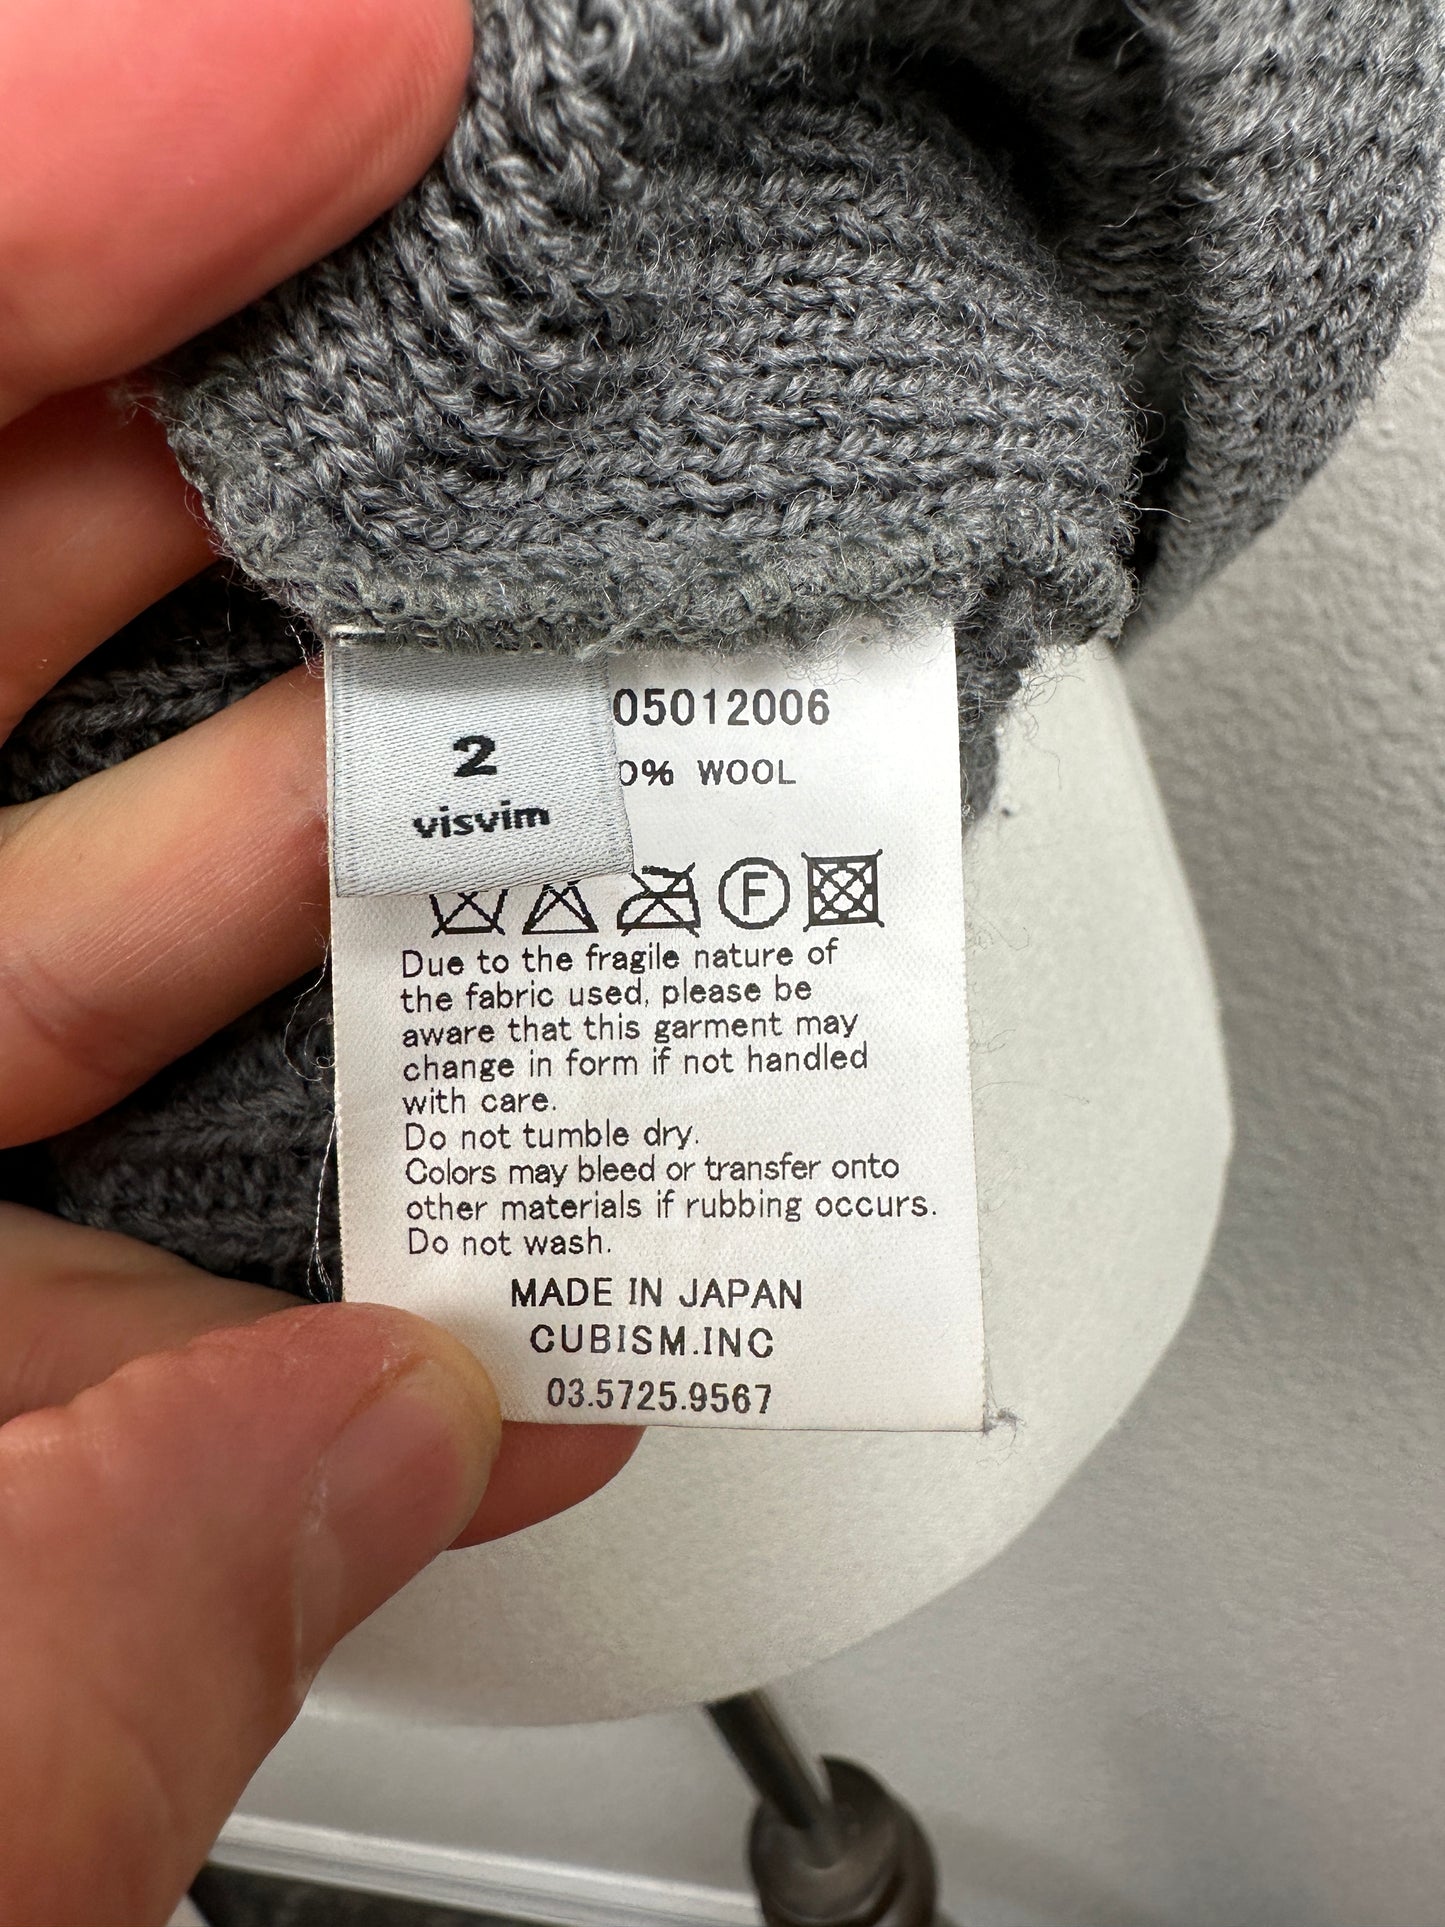 2
visvim
05012006
0% WOOL
F
Due to the fragile nature of
the fabric used, please be
aware that this garment may
change in form if not handled
with care.
Do not tumble dry.
Colors may bleed or transfer onto
other materials if rubbing occurs.
Do not wash.
MADE IN JAPAN
CUBISM.INC
03.5725.9567